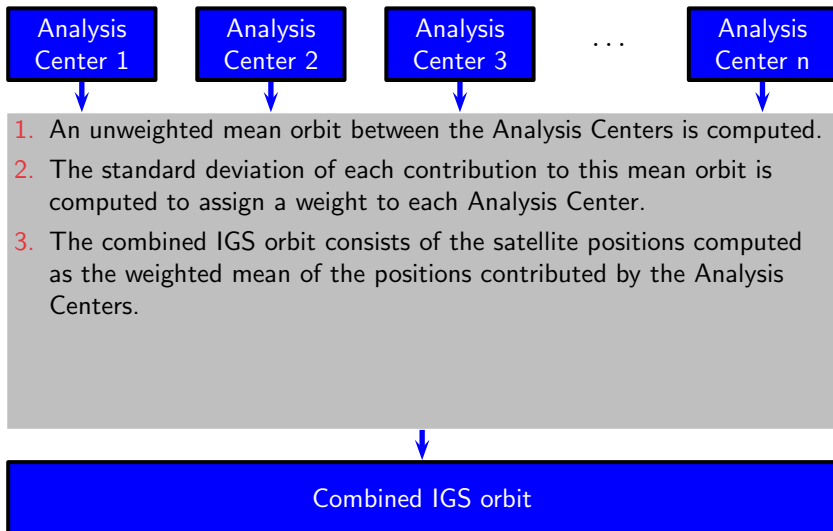 Analysis
Center 1
Analysis
Center 2
Analysis
Center 3
. . .
Analysis
Center n
1. An unweighted mean orbit between the Analysis Centers is computed.
2. The standard deviation of each contribution to this mean orbit is
computed to assign a weight to each Analysis Center.
3. The combined IGS orbit consists of the satellite positions computed
as the weighted mean of the positions contributed by the Analysis
Centers.
Combined IGS orbit